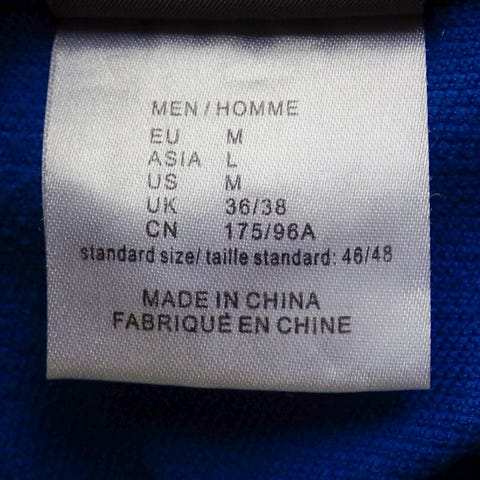 MEN / HOMME
EU M
ASIA L
US M
UK 36/38
CN 175/96A
standard size/ taille standard: 46/48
MADE IN CHINA
FABRIQUÉ EN CHINE